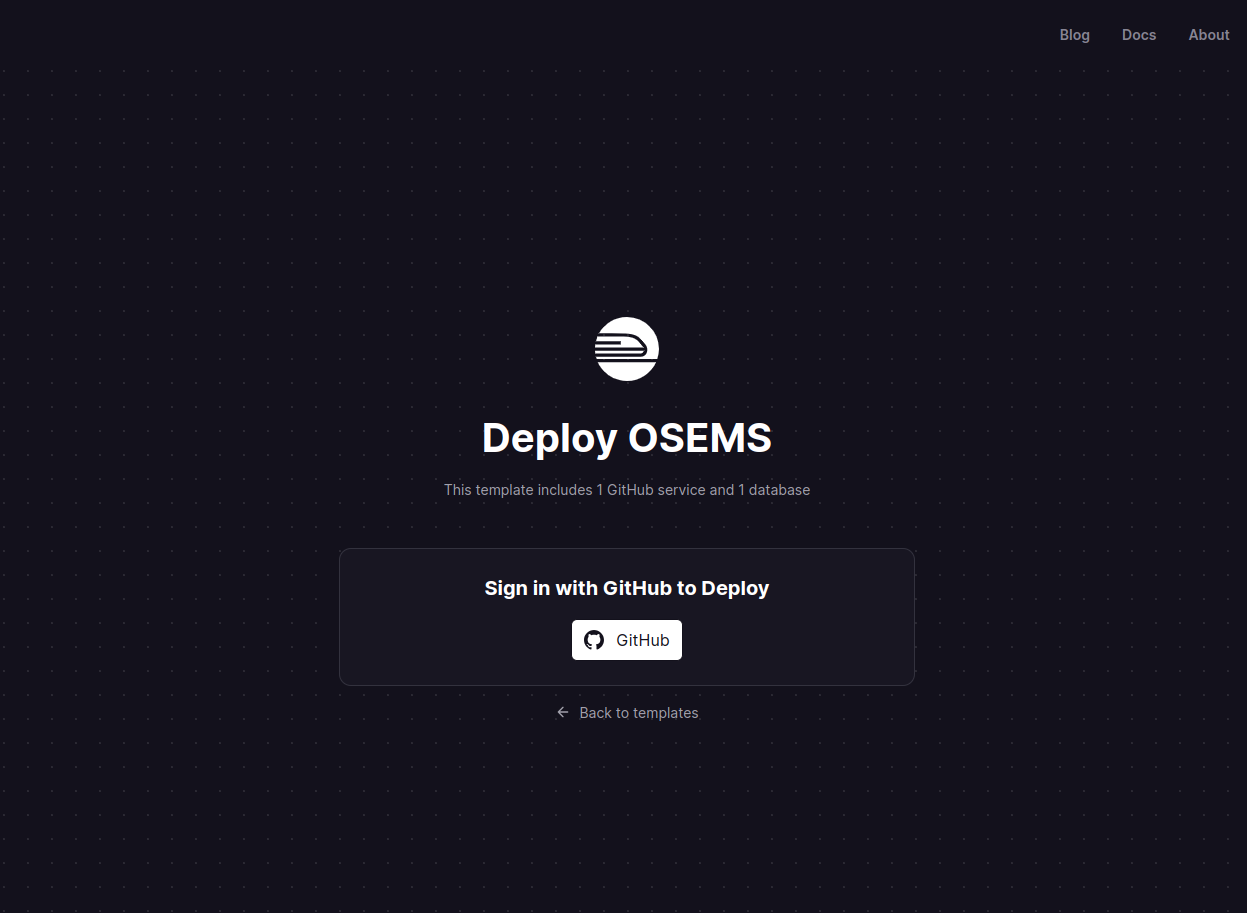 Blog Docs About
Deploy OSEMS
This template includes 1 GitHub service and 1 database
Sign in with GitHub to Deploy
GitHub
Back to templates